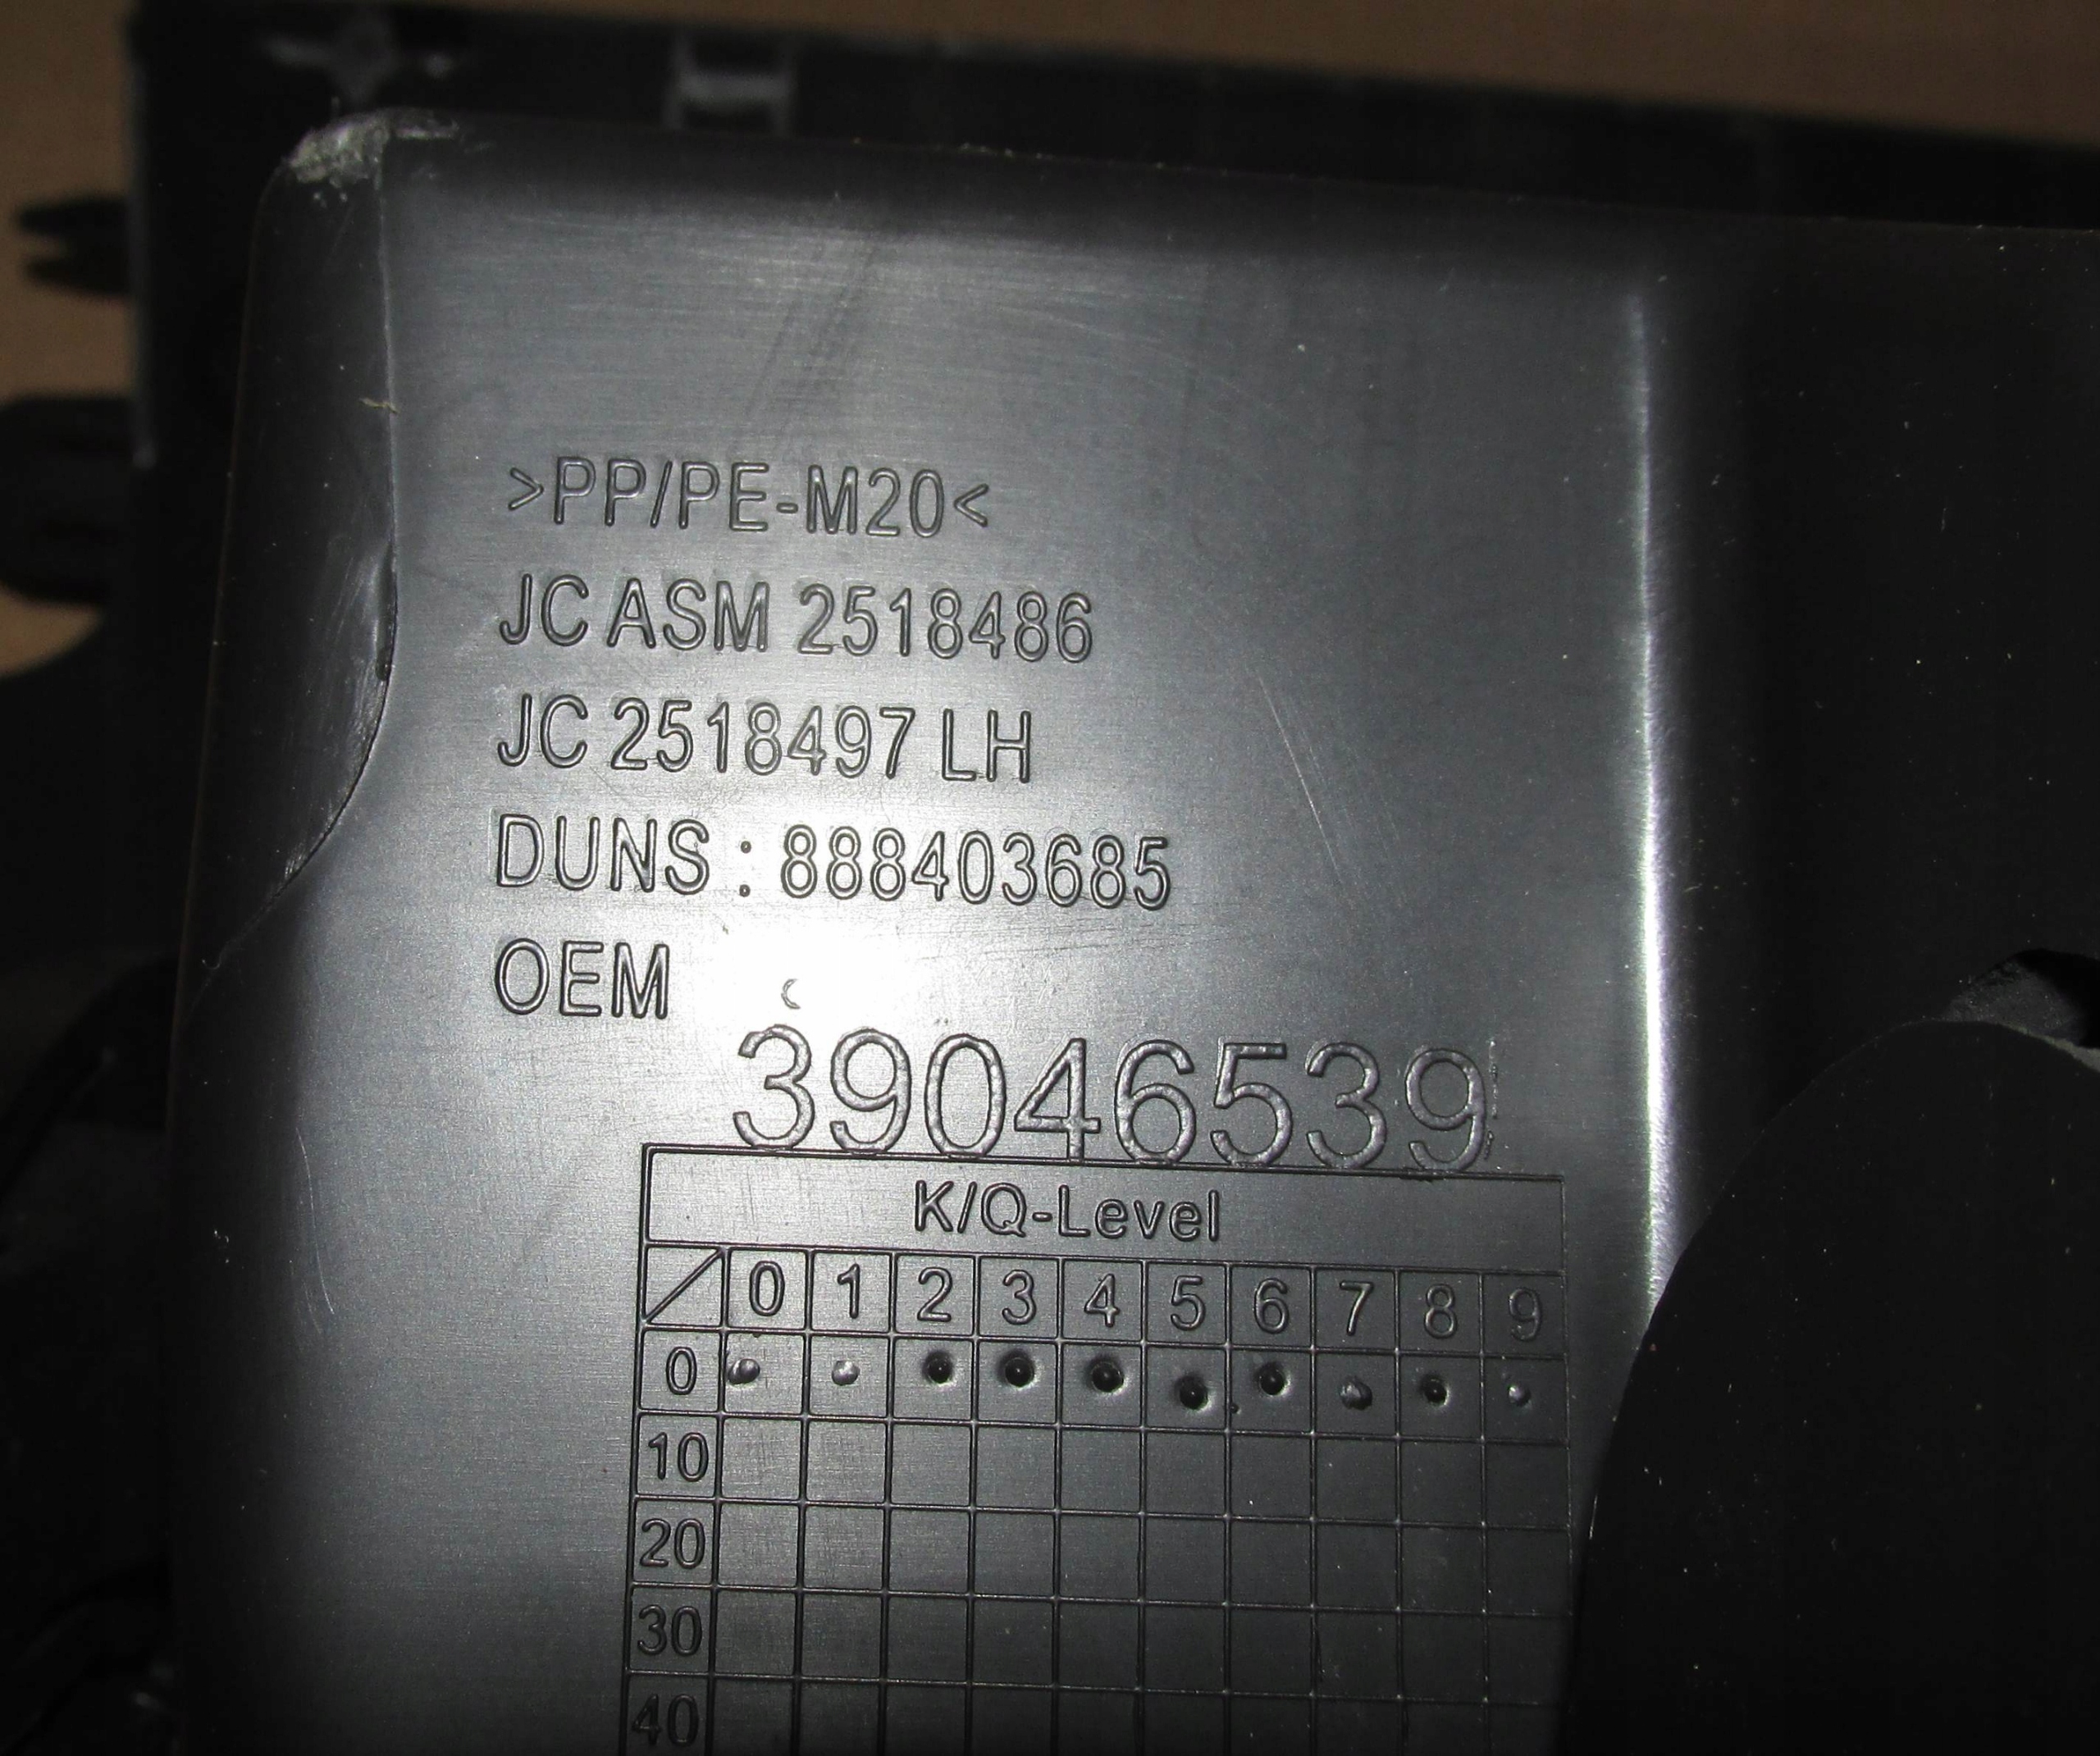 >PP/PE-M20<
JC ASM 2518486
JC 2518497 LH
DUNS : 888403685
OEM
39046539
K/Q-Level
0 1 2 3 4 5 6 7 8 9
0
10
20
30
40